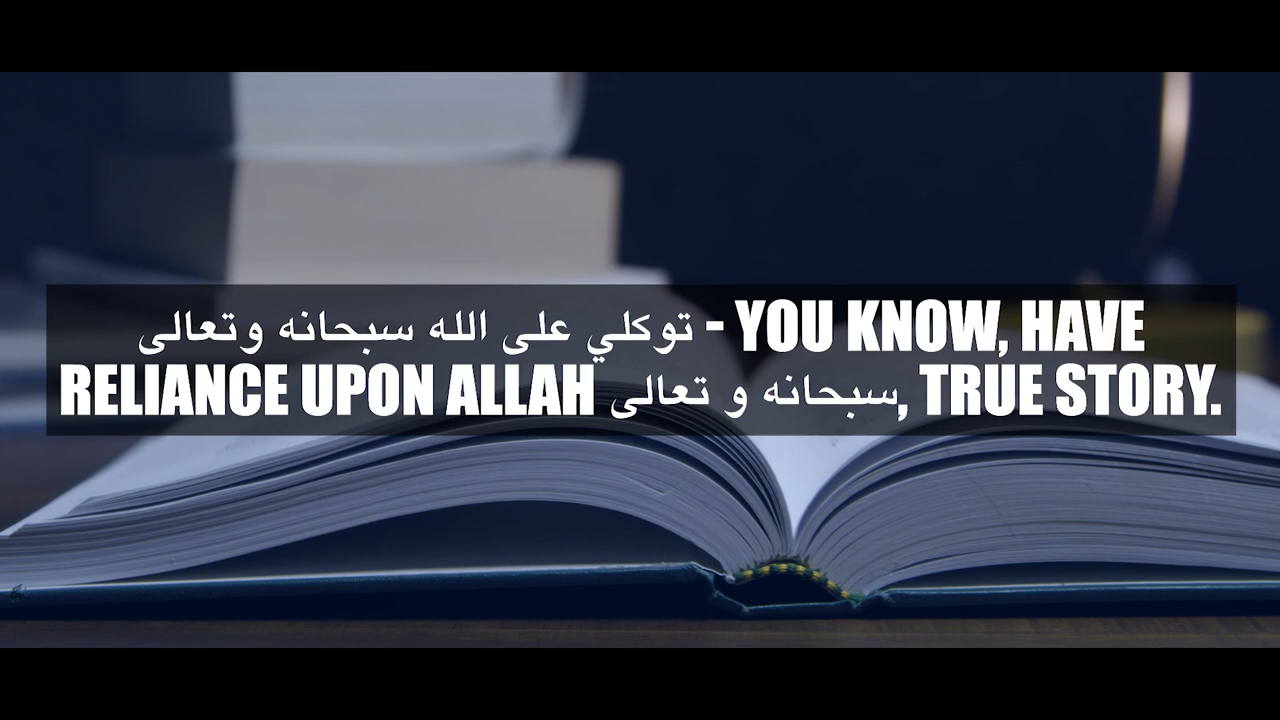 توكلي على الله سبحانه وتعالى - YOU KNOW, HAVE
RELIANCE UPON ALLAH سبحانه و تعالى, TRUE STORY.